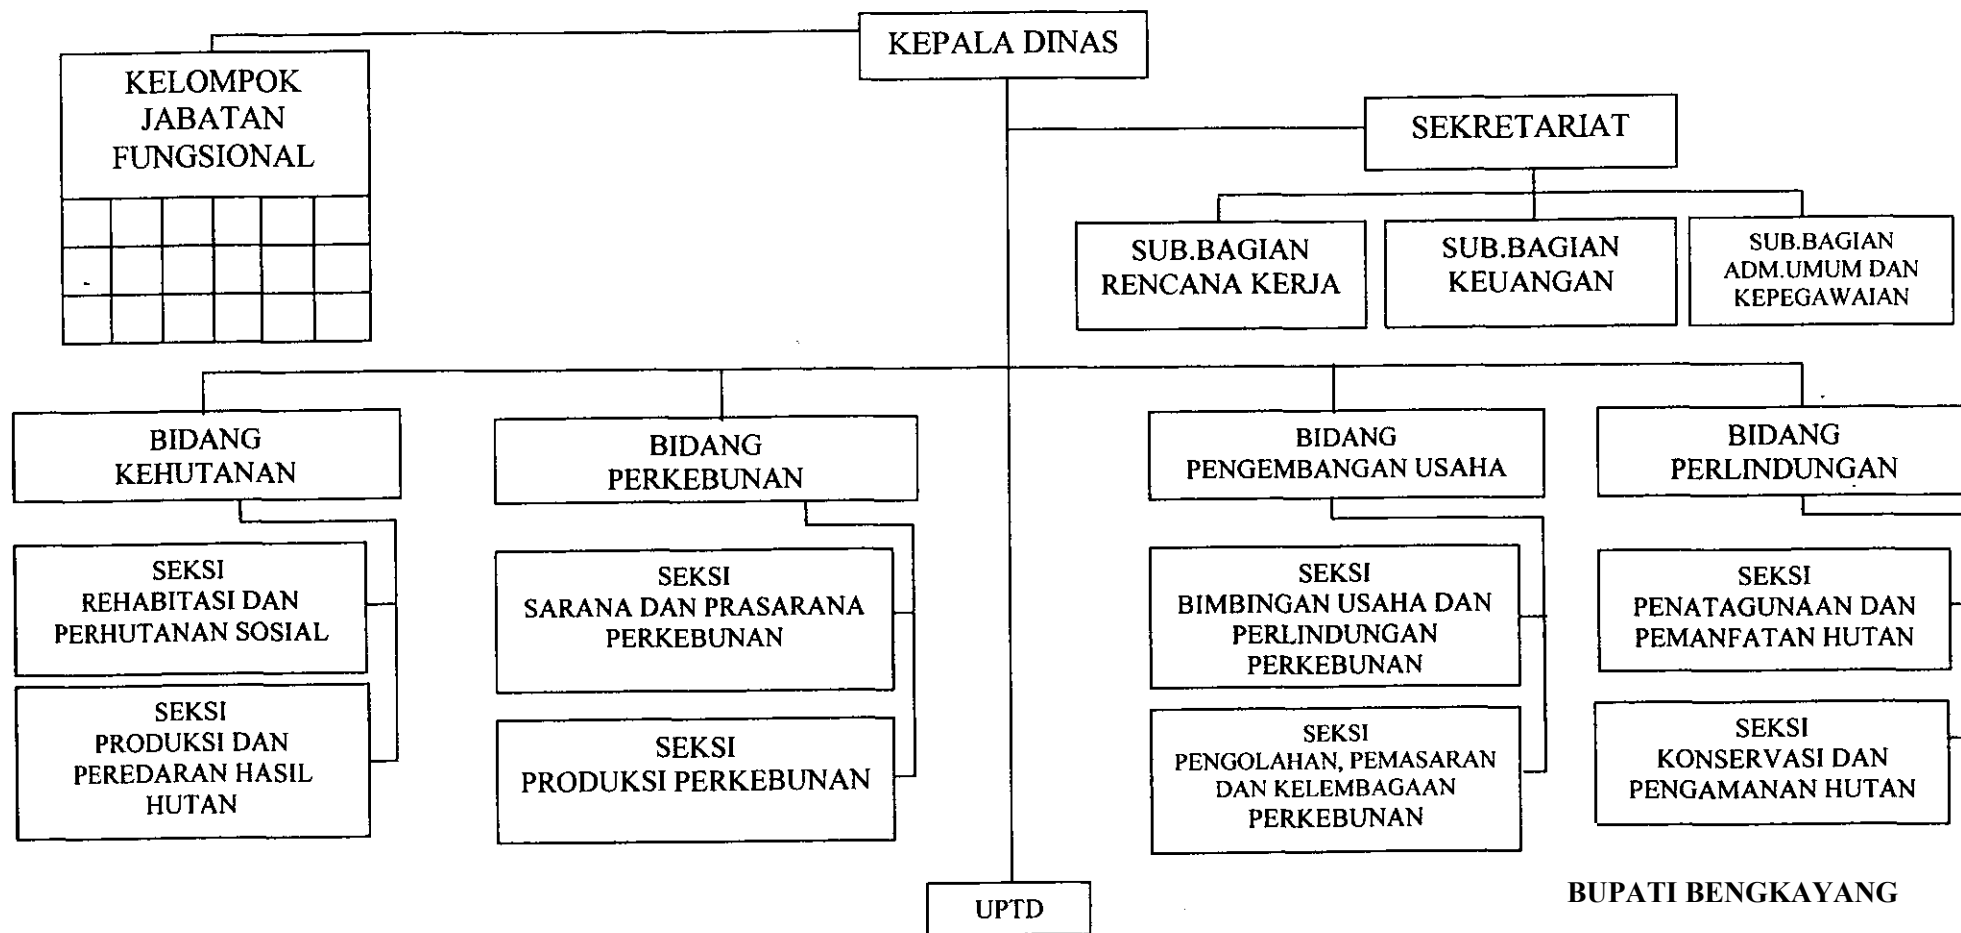 KEPALA DINAS
KELOMPOK
JABATAN
FUNGSIONAL
SEKRETARIAT
SUB.BAGIAN
RENCANA KERJA
SUB.BAGIAN
KEUANGAN
SUB.BAGIAN
ADM.UMUM DAN
KEPEGAWAIAN
BIDANG
KEHUTANAN
BIDANG
PERKEBUNAN
BIDANG
PENGEMBANGAN USAHA
BIDANG
PERLINDUNGAN
SEKSI
REHABITASI DAN
PERHUTANAN SOSIAL
SEKSI
SARANA DAN PRASARANA
PERKEBUNAN
SEKSI
BIMBINGAN USAHA DAN
PERLINDUNGAN
PERKEBUNAN
SEKSI
PENATAGUNAAN DAN
PEMANFATAN HUTAN
SEKSI
PRODUKSI DAN
PEREDARAN HASIL
HUTAN
SEKSI
PRODUKSI PERKEBUNAN
SEKSI
PENGOLAHAN, PEMASARAN
DAN KELEMBAGAAN
PERKEBUNAN
SEKSI
KONSERVASI DAN
PENGAMANAN HUTAN
UPTD
BUPATI BENGKAYANG